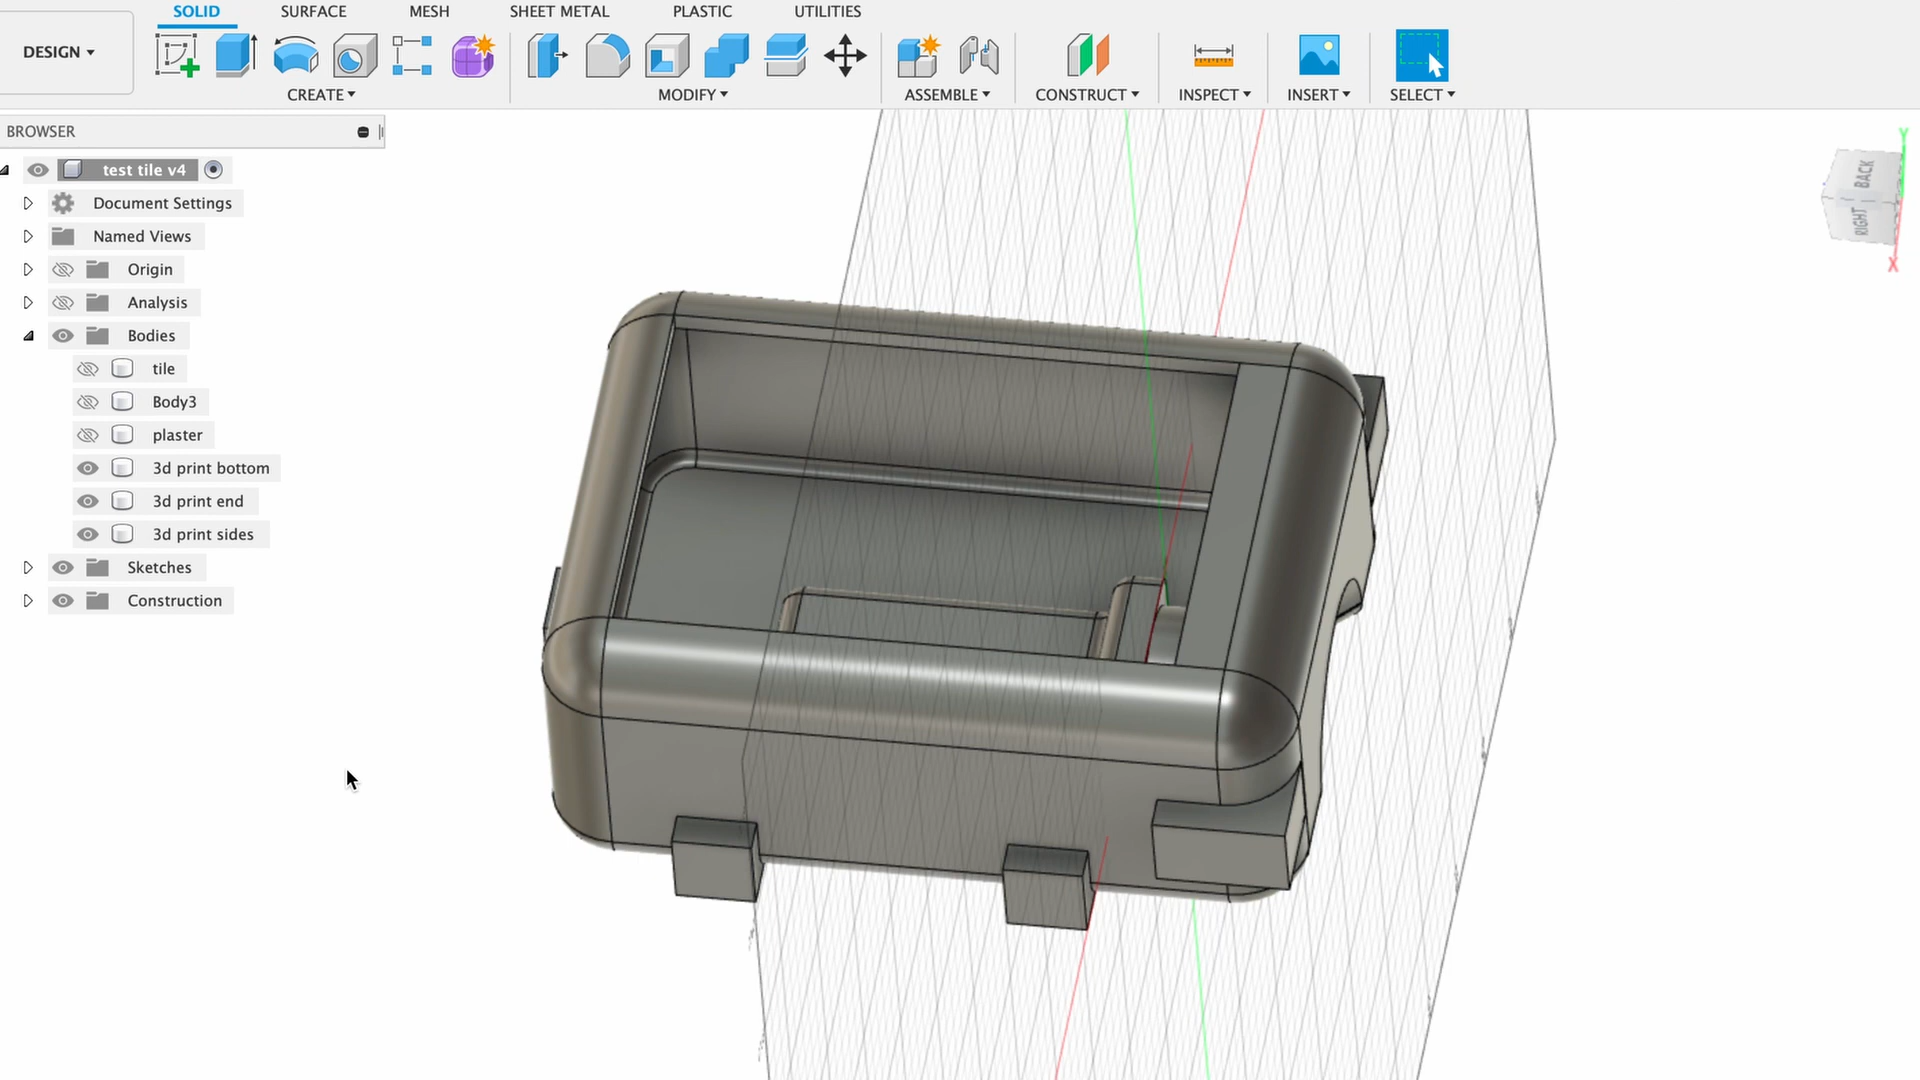 SOLID SURFACE MESH SHEET METAL PLASTIC UTILITIES
DESIGN
CREATE MODIFY ASSEMBLE CONSTRUCT INSPECT INSERT SELECT
BROWSER
test tile v4
Document Settings
Named Views
Origin
Analysis
Bodies
tile
Body3
plaster
3d print bottom
3d print end
3d print sides
Sketches
Construction
Y
BACK
RIGHT
X